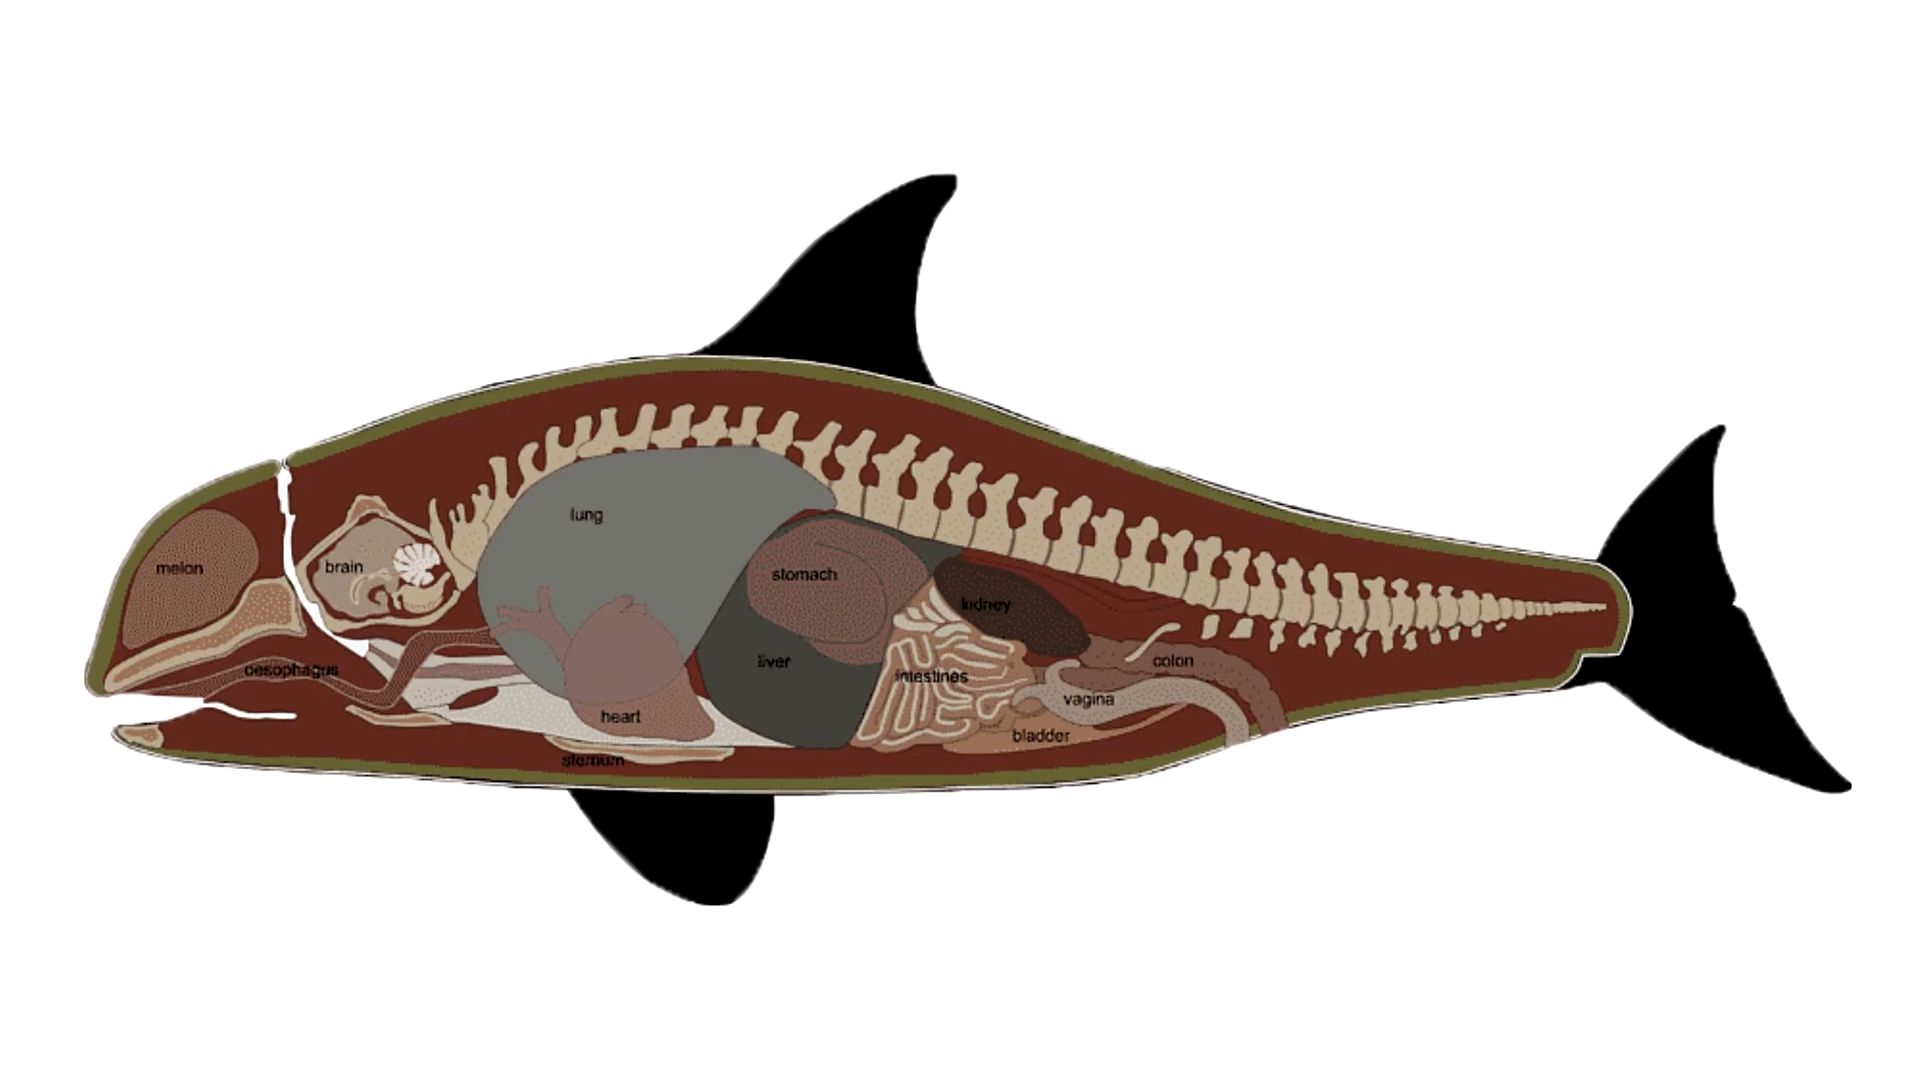 lung
melon
brain
stomach
kidney
oesophagus
liver
intestines
colon
vagina
heart
bladder
sternum